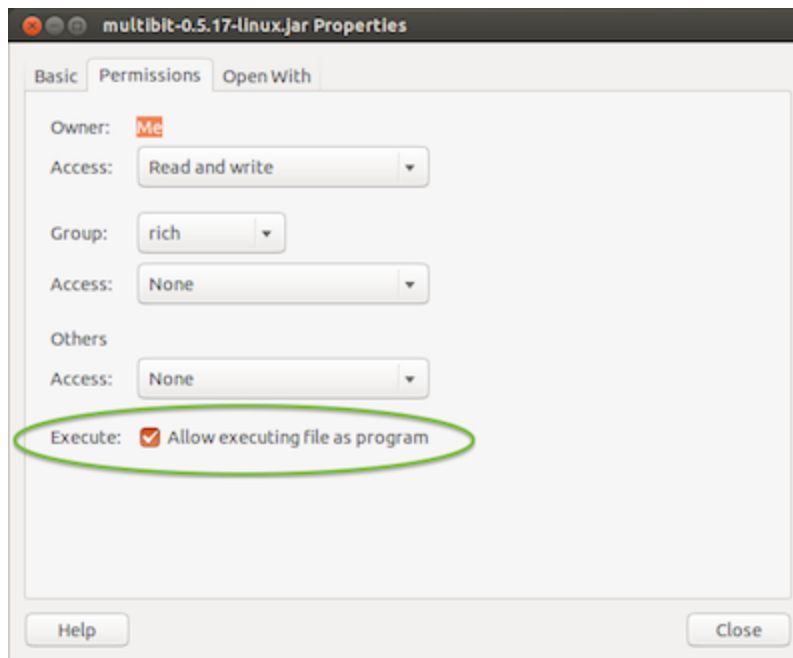 multibit-0.5.17-linux.jar Properties
Basic Permissions Open With
Owner: Me
Access: Read and write
Group: rich
Access: None
Others
Access: None
Execute: Allow executing file as program
Help Close